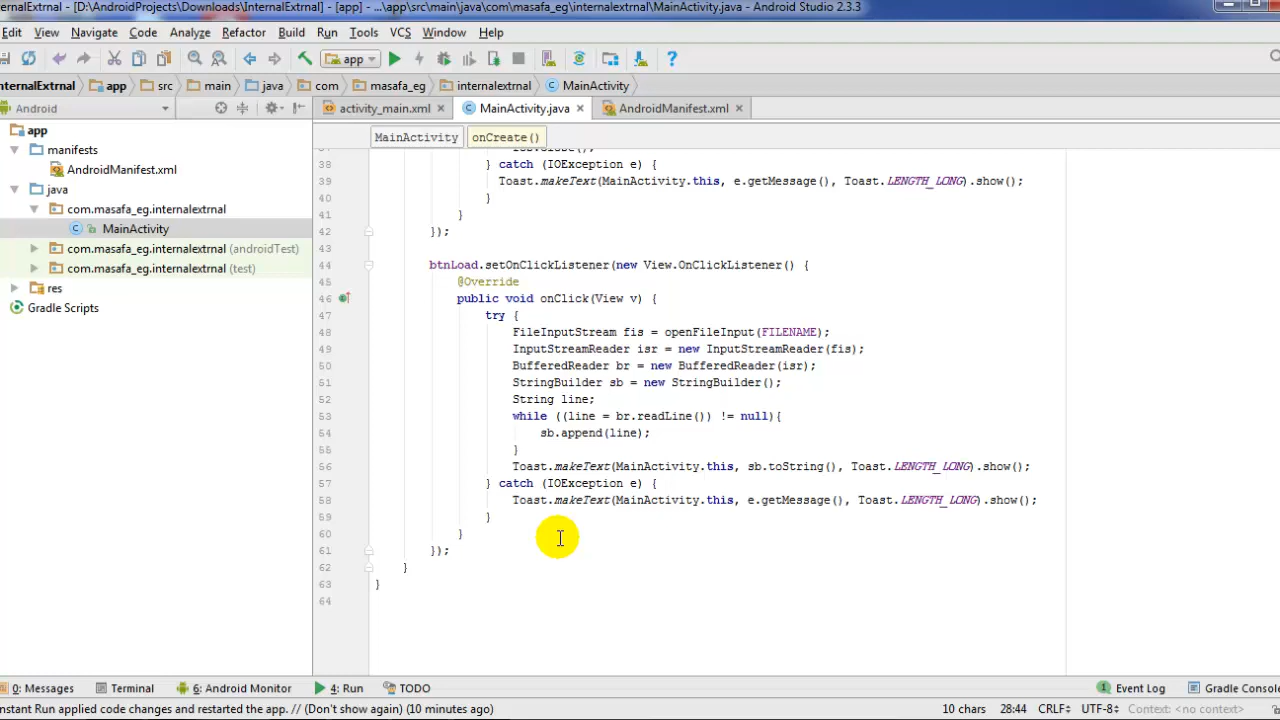 ernalExtrnal - [D:\AndroidProjects\Downloads\InternalExtrnal] - [app] - ...\app\src\main\java\com\masafa_eg\internalextrnal\MainActivity.java - Android Studio 2.3.3
Edit View Navigate Code Analyze Refactor Build Run Tools VCS Window Help
app
nternalExtrnal app src main java com masafa_eg internalextrnal MainActivity
Android activity_main.xml MainActivity.java AndroidManifest.xml
MainActivity onCreate()
app
manifests
AndroidManifest.xml
java
com.masafa_eg.internalextrnal
MainActivity
com.masafa_eg.internalextrnal (androidTest)
com.masafa_eg.internalextrnal (test)
res
Gradle Scripts
38 } catch (IOException e) {
39 Toast.makeText(MainActivity.this, e.getMessage(), Toast.LENGTH_LONG).show();
40 }
41 }
42 });
43
44 btnLoad.setOnClickListener(new View.OnClickListener() {
45 @Override
46 public void onClick(View v) {
47 try {
48 FileInputStream fis = openFileInput(FILENAME);
49 InputStreamReader isr = new InputStreamReader(fis);
50 BufferedReader br = new BufferedReader(isr);
51 StringBuilder sb = new StringBuilder();
52 String line;
53 while ((line = br.readLine()) != null){
54 sb.append(line);
55 }
56 Toast.makeText(MainActivity.this, sb.toString(), Toast.LENGTH_LONG).show();
57 } catch (IOException e) {
58 Toast.makeText(MainActivity.this, e.getMessage(), Toast.LENGTH_LONG).show();
59 }
60 }
61 });
62 }
63 }
64
0: Messages Terminal 6: Android Monitor 4: Run TODO 1 Event Log Gradle Console
nstant Run applied code changes and restarted the app. // (Don't show again) (10 minutes ago) 10 chars 28:44 CRLF÷ UTF-8÷ Context: <no context>